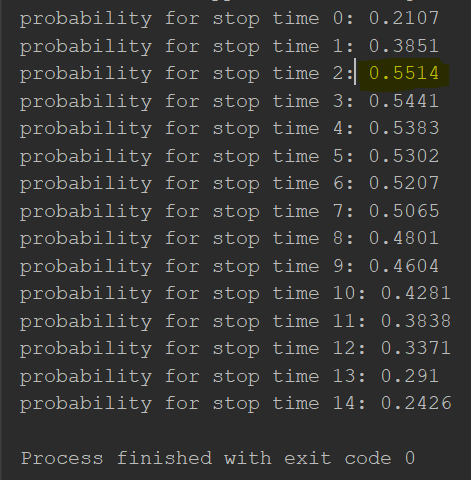 probability for stop time 0: 0.2107
probability for stop time 1: 0.3851
probability for stop time 2: 0.5514
probability for stop time 3: 0.5441
probability for stop time 4: 0.5383
probability for stop time 5: 0.5302
probability for stop time 6: 0.5207
probability for stop time 7: 0.5065
probability for stop time 8: 0.4801
probability for stop time 9: 0.4604
probability for stop time 10: 0.4281
probability for stop time 11: 0.3838
probability for stop time 12: 0.3371
probability for stop time 13: 0.291
probability for stop time 14: 0.2426
Process finished with exit code 0